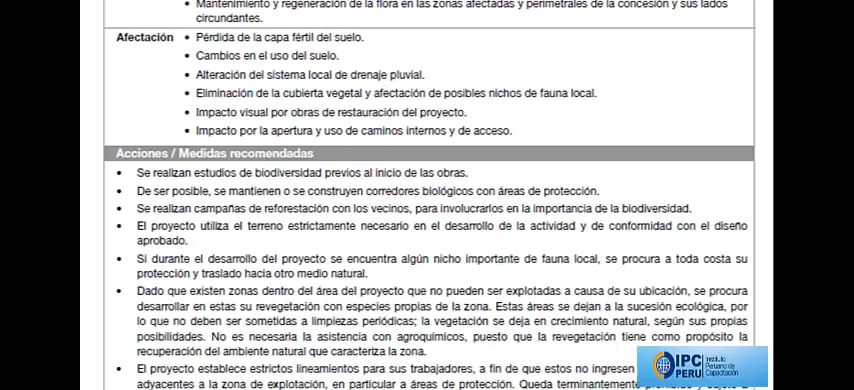 • Mantenimiento y regeneración de la flora en las zonas afectadas y perimetrales de la concesión y sus lados
circundantes.
Afectación • Pérdida de la capa fértil del suelo.
• Cambios en el uso del suelo.
• Alteración del sistema local de drenaje pluvial.
• Eliminación de la cubierta vegetal y afectación de posibles nichos de fauna local.
• Impacto visual por obras de restauración del proyecto.
• Impacto por la apertura y uso de caminos internos y de acceso.
Acciones / Medidas recomendadas
• Se realizan estudios de biodiversidad previos al inicio de las obras.
• De ser posible, se mantienen o se construyen corredores biológicos con áreas de protección.
• Se realizan campañas de reforestación con los vecinos, para involucrarlos en la importancia de la biodiversidad.
• El proyecto utiliza el terreno estrictamente necesario en el desarrollo de la actividad y de conformidad con el diseño
aprobado.
• Si durante el desarrollo del proyecto se encuentra algún nicho importante de fauna local, se procura a toda costa su
protección y traslado hacia otro medio natural.
• Dado que existen zonas dentro del área del proyecto que no pueden ser explotadas a causa de su ubicación, se procura
desarrollar en estas su revegetación con especies propias de la zona. Estas áreas se dejan a la sucesión ecológica, por
lo que no deben ser sometidas a limpiezas periódicas; la vegetación se deja en crecimiento natural, según sus propias
posibilidades. No es necesaria la asistencia con agroquímicos, puesto que la revegetación tiene como propósito la
recuperación del ambiente natural que caracteriza la zona.
• El proyecto establece estrictos lineamientos para sus trabajadores, a fin de que estos no ingresen
adyacentes a la zona de explotación, en particular a áreas de protección. Queda terminantemente
IPC PERU Instituto Peruano de Capacitación